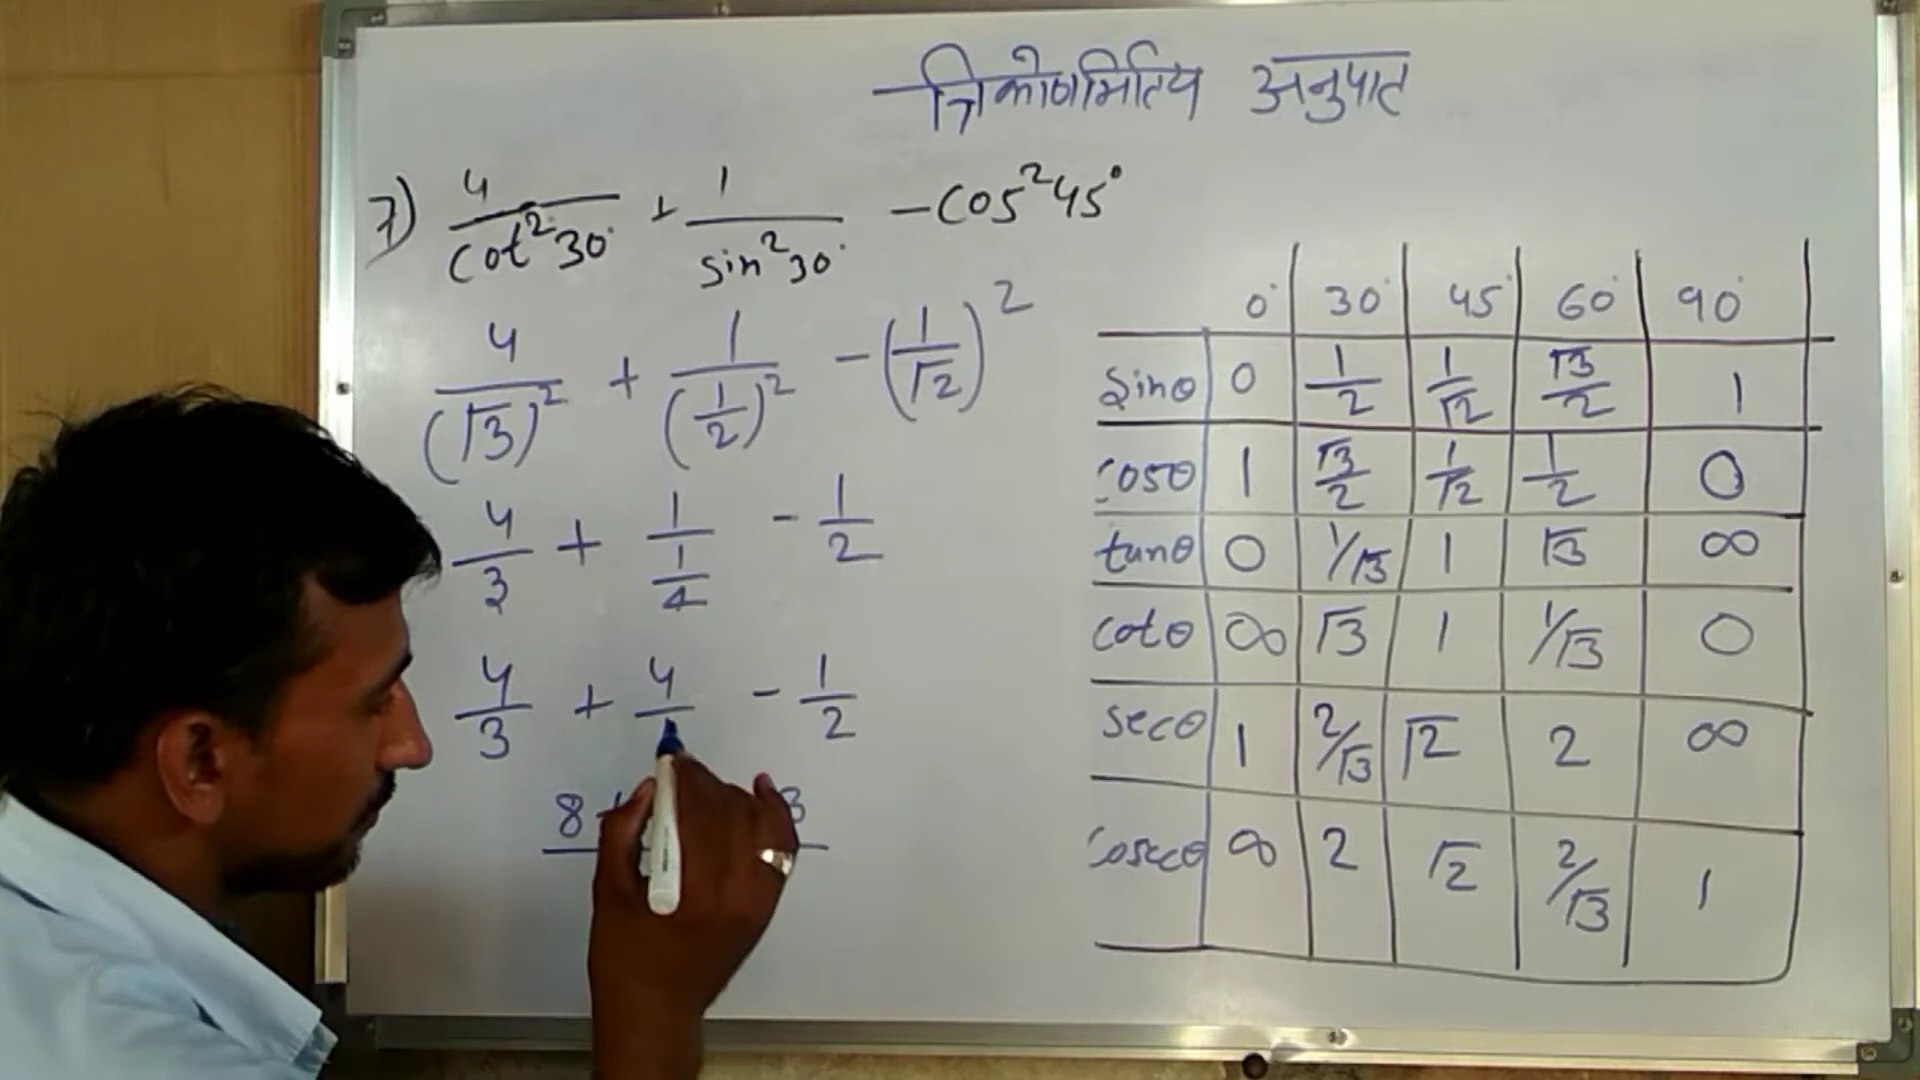 त्रिकोणमितिय अनुपात
7) 4/cot²30° + 1/sin²30° - cos²45°
4/(√3)² + 1/(1/2)² - (1/√2)²
4/3 + 1/(1/4) - 1/2
4/3 + 4/ - 1/2
8+ 3
0° 30° 45° 60° 90°
sinθ 0 1/2 1/√2 √3/2 1
cosθ 1 √3/2 1/√2 1/2 0
tanθ 0 1/√3 1 √3 ∞
cotθ ∞ √3 1 1/√3 0
secθ 1 2/√3 √2 2 ∞
cosecθ ∞ 2 √2 2/√3 1